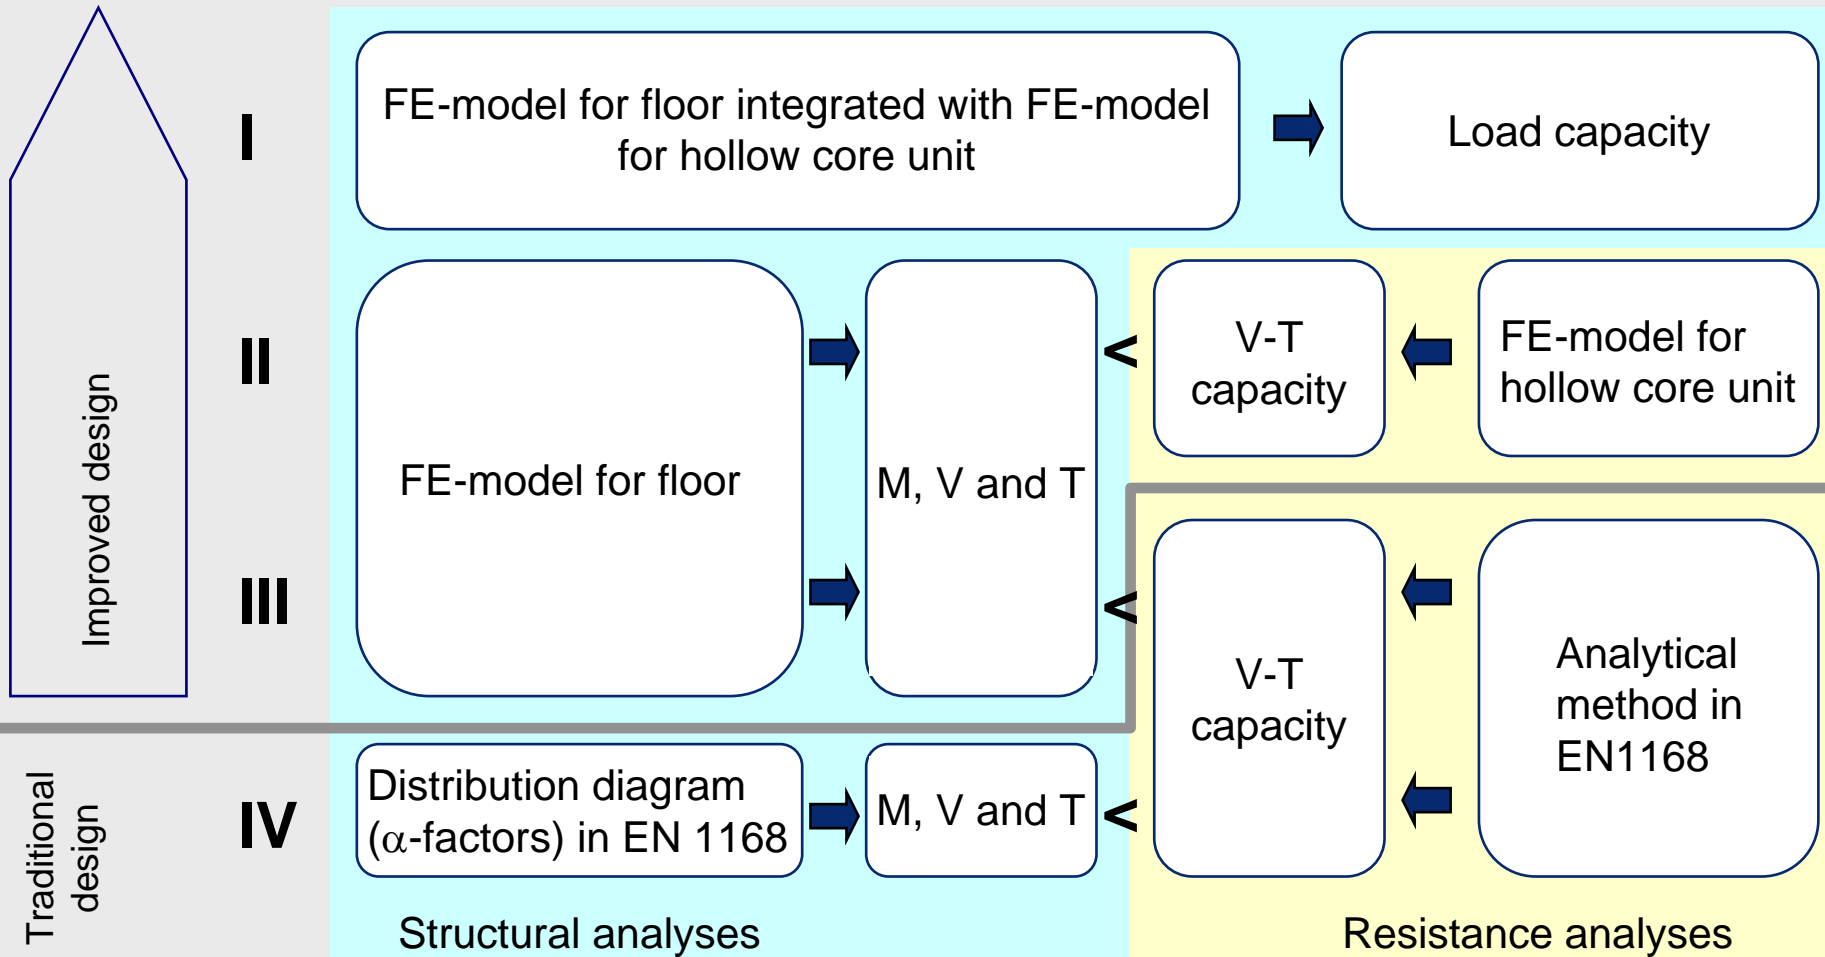 I
FE-model for floor integrated with FE-model
for hollow core unit
Load capacity
Improved design
II
III
FE-model for floor
M, V and T
<
V-T
capacity
FE-model for
hollow core unit
<
V-T
capacity
Analytical
method in
EN1168
Traditional
design
IV
Distribution diagram
(α-factors) in EN 1168
M, V and T
<
Structural analyses
Resistance analyses